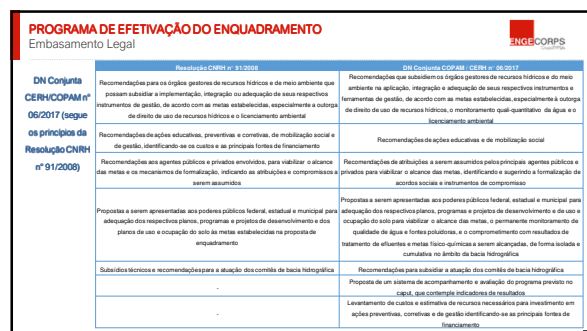 PROGRAMA DE EFETIVAÇÃO DO ENQUADRAMENTO
Embasamento Legal
ENGECORPS
DN Conjunta
CERH/COPAM n°
06/2017 (segue
os princípios da
Resolução CNRH
n° 91/2008)
Resolução CNRH n° 91/2008
Recomendações para os órgãos gestores de recursos hídricos e de meio ambiente que
possam subsidiar a implementação, integração ou adequação de seus respectivos
instrumentos de gestão, de acordo com as metas estabelecidas, especialmente a outorga
de direito de uso de recursos hídricos e o licenciamento ambiental
DN Conjunta COPAM / CERH n° 06/2017
Recomendações que subsidiem os órgãos gestores de recursos hídricos e do meio
ambiente na aplicação, integração e adequação de seus respectivos instrumentos e
ferramentas de gestão, de acordo com as metas estabelecidas, especialmente à outorga
de direito de uso de recursos hídricos, o monitoramento quali-quantitativo da água e o
licenciamento ambiental
Recomendações de ações educativas, preventivas e corretivas, de mobilização social e
de gestão, identificando-se os custos e as principais fontes de financiamento
Recomendações de ações educativas e de mobilização social
Recomendações aos agentes públicos e privados envolvidos, para viabilizar o alcance
das metas e os mecanismos de formalização, indicando as atribuições e compromissos a
serem assumidos
Recomendações de atribuições a serem assumidos pelos principais agentes públicos e
privados para viabilizar o alcance das metas, identificando e sugerindo a formalização de
acordos sociais e instrumentos de compromisso
Propostas a serem apresentadas aos poderes públicos federal, estadual e municipal para
adequação dos respectivos planos, programas e projetos de desenvolvimento e dos
planos de uso e ocupação do solo às metas estabelecidas na proposta de
enquadramento
Propostas a serem apresentadas aos poderes públicos federal, estadual e municipal para
adequação dos respectivos planos, programas e projetos de desenvolvimento e de uso e
ocupação do solo para viabilizar o alcance das metas, o permanente monitoramento de
qualidade de água e fontes poluidoras, e o comprometimento com resultados de
tratamento de efluentes e metas físico-químicas a serem alcançadas, de forma isolada e
cumulativa no âmbito da bacia hidrográfica
Subsídios técnicos e recomendações para a atuação dos comitês de bacia hidrográfica
Recomendações para subsidiar a atuação dos comitês de bacia hidrográfica
-
Proposta de um sistema de acompanhamento e avaliação do programa previsto no
caput, que contemple indicadores de resultados
-
Levantamento de custos e estimativa de recursos necessários para investimento em
ações preventivas, corretivas e de gestão identificando-se as principais fontes de
financiamento